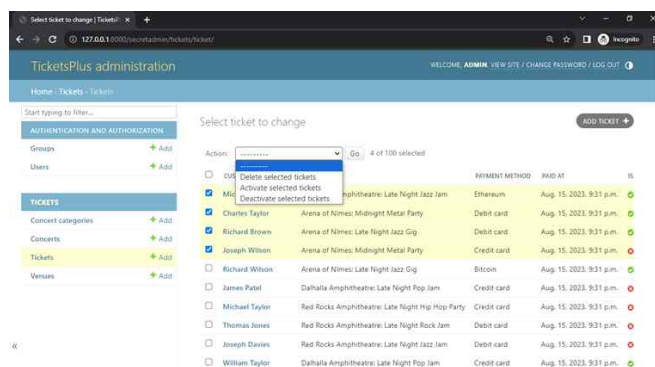 Select ticket to change | Tickets
127.0.0.1:8000/secretadmin/tickets/ticket/
Incognito
TicketsPlus administration
WELCOME, ADMIN. VIEW SITE / CHANGE PASSWORD / LOG OUT
Home › Tickets › Tickets
Start typing to filter...
AUTHENTICATION AND AUTHORIZATION
Groups + Add
Users + Add
TICKETS
Concert categories + Add
Concerts + Add
Tickets + Add
Venues + Add
«
Select ticket to change
ADD TICKET +
Action: --------- Go 4 of 100 selected
---------
Delete selected tickets
Activate selected tickets
Deactivate selected tickets
CUS PAYMENT METHOD PAID AT IS
Mic mphitheatre: Late Night Jazz Jam Ethereum Aug. 15, 2023, 9:31 p.m.
Charles Taylor Arena of Nîmes: Midnight Metal Party Debit card Aug. 15, 2023, 9:31 p.m.
Richard Brown Arena of Nîmes: Late Night Jazz Gig Debit card Aug. 15, 2023, 9:31 p.m.
Joseph Wilson Arena of Nîmes: Midnight Metal Party Credit card Aug. 15, 2023, 9:31 p.m.
Richard Wilson Arena of Nîmes: Late Night Jazz Gig Bitcoin Aug. 15, 2023, 9:31 p.m.
James Patel Dalhalla Amphitheatre: Late Night Pop Jam Credit card Aug. 15, 2023, 9:31 p.m.
Michael Taylor Red Rocks Amphitheatre: Late Night Hip Hop Party Credit card Aug. 15, 2023, 9:31 p.m.
Thomas Jones Red Rocks Amphitheatre: Late Night Rock Jam Debit card Aug. 15, 2023, 9:31 p.m.
Joseph Davies Red Rocks Amphitheatre: Late Night Jazz Jam Debit card Aug. 15, 2023, 9:31 p.m.
William Taylor Dalhalla Amphitheatre: Late Night Pop Jam Credit card Aug. 15, 2023, 9:31 p.m.